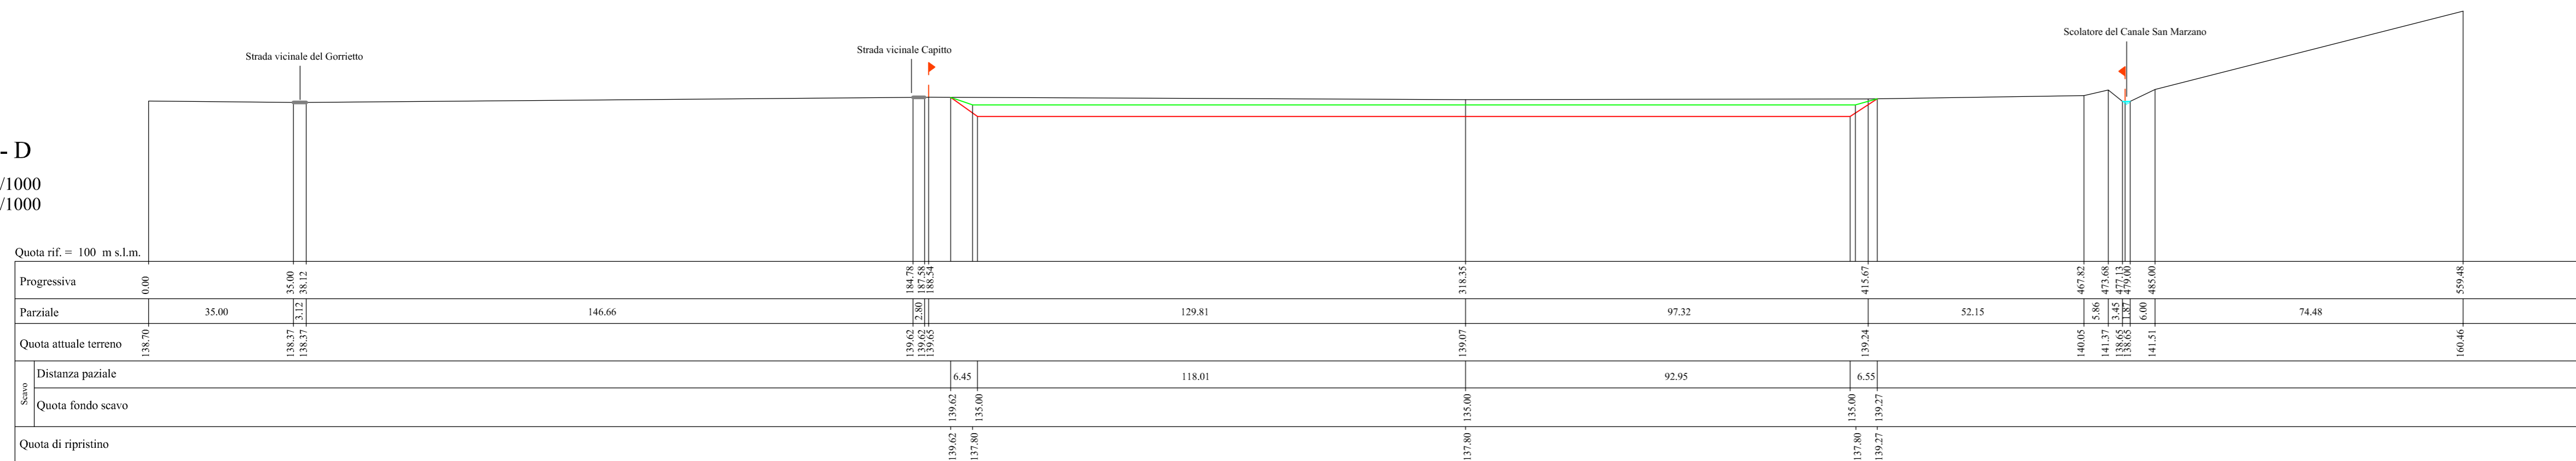 Strada vicinale del Gorrietto
Strada vicinale Capitto
Scolatore del Canale San Marzano
- D
/1000
/1000
Quota rif. = 100 m s.l.m.
Progressiva 0.00 35.00 38.12 184.78 187.58 188.54 318.35 415.67 467.82 473.68 477.13 479.00 485.00 559.48
Parziale 35.00 3.12 146.66 2.80 129.81 97.32 52.15 5.86 3.45 1.87 6.00 74.48
Quota attuale terreno 138.70 138.37 138.37 139.62 139.62 139.65 139.07 139.24 140.05 141.37 138.65 138.65 141.51 160.46
Scavo
Distanza paziale 6.45 118.01 92.95 6.55
Quota fondo scavo 139.62 135.00 135.00 135.00 139.27
Quota di ripristino 139.62 137.80 137.80 137.80 139.27